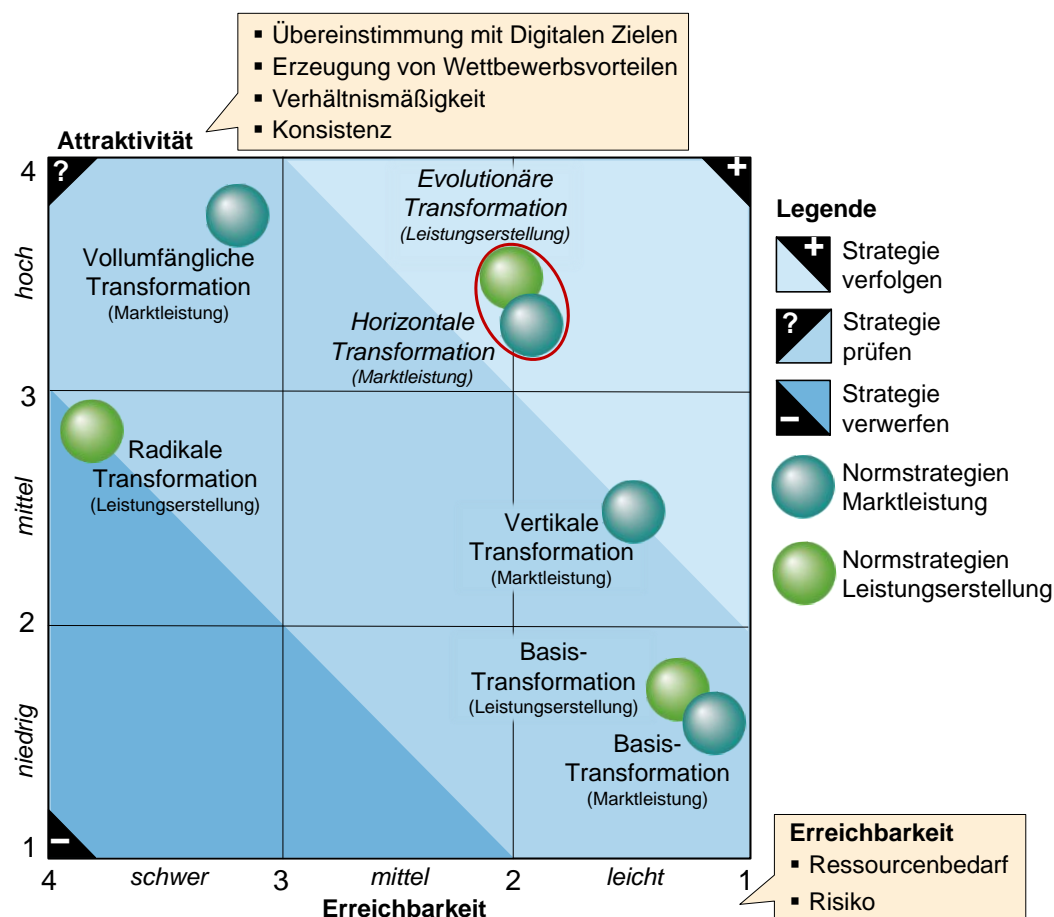 ▪ Übereinstimmung mit Digitalen Zielen
▪ Erzeugung von Wettbewerbsvorteilen
▪ Verhältnismäßigkeit
▪ Konsistenz
Attraktivität
4
?
+
hoch
Evolutionäre
Transformation
(Leistungserstellung)
Vollumfängliche
Transformation
(Marktleistung)
Horizontale
Transformation
(Marktleistung)
3
mittel
Radikale
Transformation
(Leistungserstellung)
Vertikale
Transformation
(Marktleistung)
2
niedrig
Basis-
Transformation
(Leistungserstellung)
Basis-
Transformation
(Marktleistung)
1
–
4
schwer
3
mittel
2
leicht
1
Erreichbarkeit
Legende
+
Strategie
verfolgen
?
Strategie
prüfen
–
Strategie
verwerfen
Normstrategien
Marktleistung
Normstrategien
Leistungserstellung
Erreichbarkeit
▪ Ressourcenbedarf
▪ Risiko